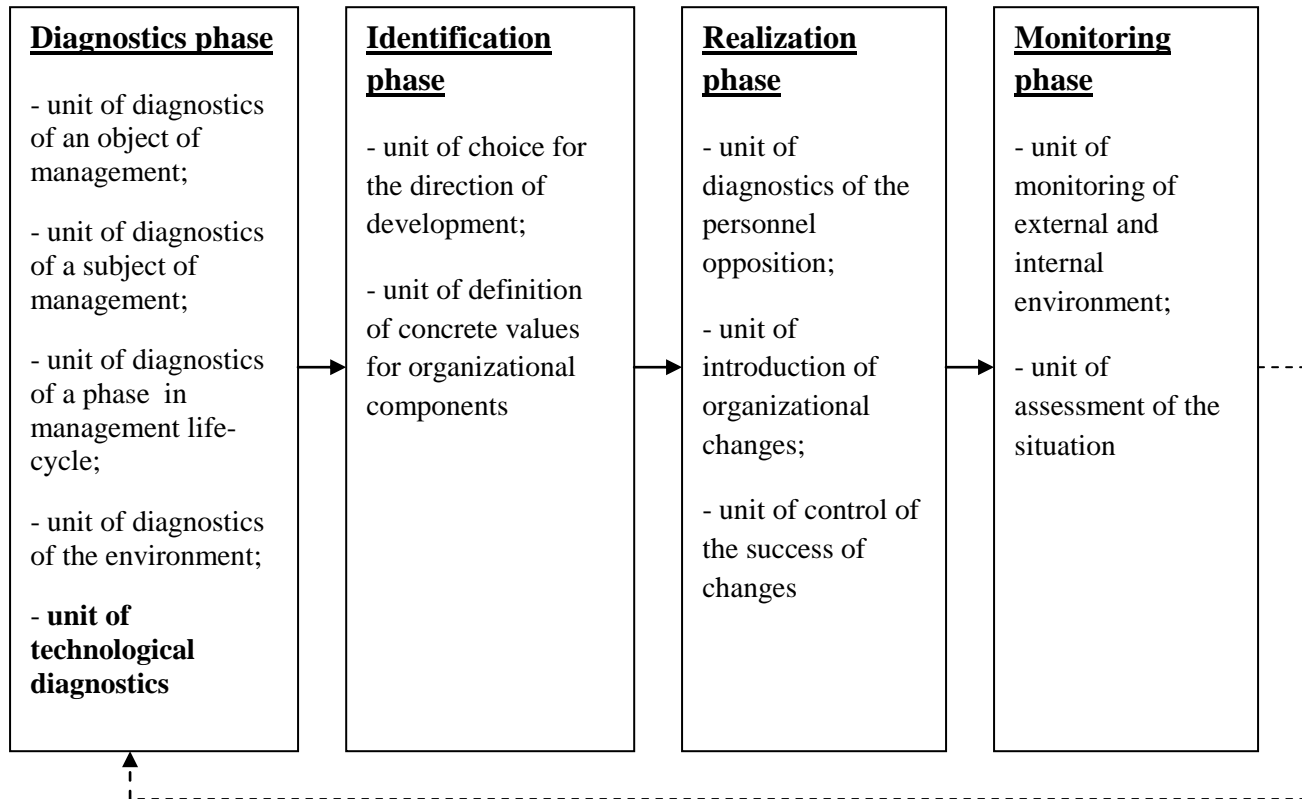 Diagnostics phase
- unit of diagnostics
of an object of
management;
- unit of diagnostics
of a subject of
management;
- unit of diagnostics
of a phase in
management life-
cycle;
- unit of diagnostics
of the environment;
- unit of
technological
diagnostics
Identification
phase
- unit of choice for
the direction of
development;
- unit of definition
of concrete values
for organizational
components
Realization
phase
- unit of
diagnostics of the
personnel
opposition;
- unit of
introduction of
organizational
changes;
- unit of control of
the success of
changes
Monitoring
phase
- unit of
monitoring of
external and
internal
environment;
- unit of
assessment of the
situation